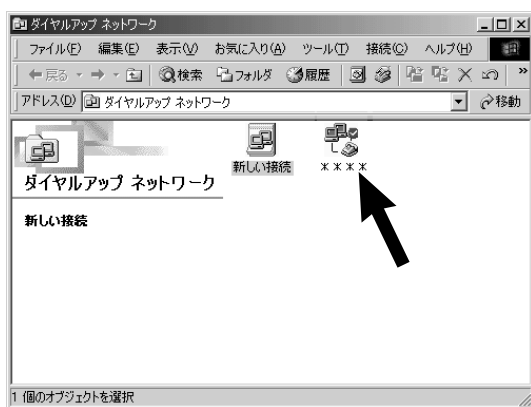 ダイヤルアップ ネットワーク
ファイル(F) 編集(E) 表示(V) お気に入り(A) ツール(T) 接続(C) ヘルプ(H)
戻る 検索 フォルダ 履歴 »
アドレス(D) ダイヤルアップ ネットワーク 移動
新しい接続 ＊＊＊＊
ダイヤルアップ ネットワーク
新しい接続
1 個のオブジェクトを選択